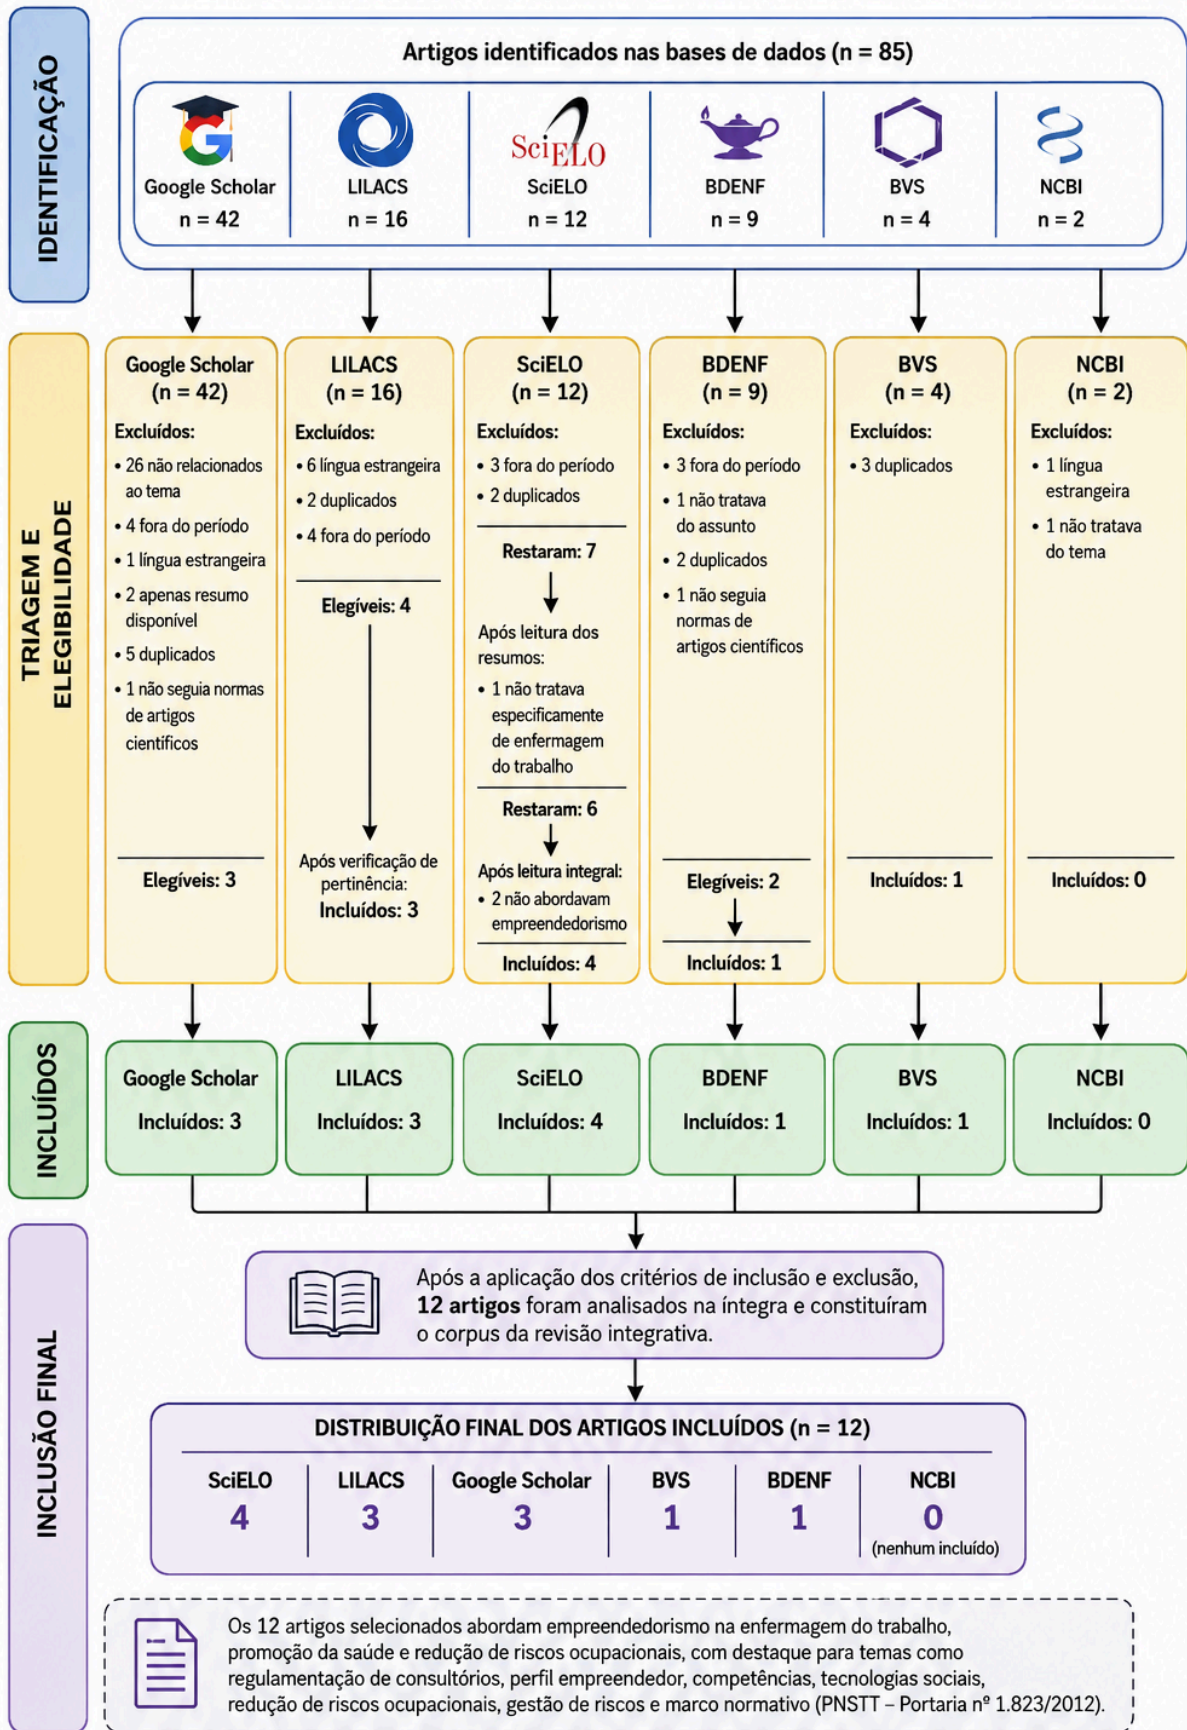 IDENTIFICAÇÃO
Artigos identificados nas bases de dados (n = 85)
Google Scholar
n = 42
LILACS
n = 16
SciELO
SciELO
n = 12
BDENF
n = 9
BVS
n = 4
NCBI
n = 2
TRIAGEM E
ELEGIBILIDADE
Google Scholar
(n = 42)
Excluídos:
• 26 não relacionados
ao tema
• 4 fora do período
• 1 língua estrangeira
• 2 apenas resumo
disponível
• 5 duplicados
• 1 não seguia normas
de artigos
científicos
Elegíveis: 3
LILACS
(n = 16)
Excluídos:
• 6 língua estrangeira
• 2 duplicados
• 4 fora do período
Elegíveis: 4
Após verificação de
pertinência:
Incluídos: 3
SciELO
(n = 12)
Excluídos:
• 3 fora do período
• 2 duplicados
Restaram: 7
Após leitura dos
resumos:
• 1 não tratava
especificamente
de enfermagem
do trabalho
Restaram: 6
Após leitura integral:
• 2 não abordavam
empreendedorismo
Incluídos: 4
BDENF
(n = 9)
Excluídos:
• 3 fora do período
• 1 não tratava
do assunto
• 2 duplicados
• 1 não seguia
normas de
artigos científicos
Elegíveis: 2
Incluídos: 1
BVS
(n = 4)
Excluídos:
• 3 duplicados
Incluídos: 1
NCBI
(n = 2)
Excluídos:
• 1 língua
estrangeira
• 1 não tratava
do tema
Incluídos: 0
INCLUÍDOS
Google Scholar
Incluídos: 3
LILACS
Incluídos: 3
SciELO
Incluídos: 4
BDENF
Incluídos: 1
BVS
Incluídos: 1
NCBI
Incluídos: 0
INCLUSÃO FINAL
Após a aplicação dos critérios de inclusão e exclusão,
12 artigos foram analisados na íntegra e constituíram
o corpus da revisão integrativa.
DISTRIBUIÇÃO FINAL DOS ARTIGOS INCLUÍDOS (n = 12)
SciELO
4
LILACS
3
Google Scholar
3
BVS
1
BDENF
1
NCBI
0
(nenhum incluído)
Os 12 artigos selecionados abordam empreendedorismo na enfermagem do trabalho,
promoção da saúde e redução de riscos ocupacionais, com destaque para temas como
regulamentação de consultórios, perfil empreendedor, competências, tecnologias sociais,
redução de riscos ocupacionais, gestão de riscos e marco normativo (PNSTT – Portaria nº 1.823/2012).